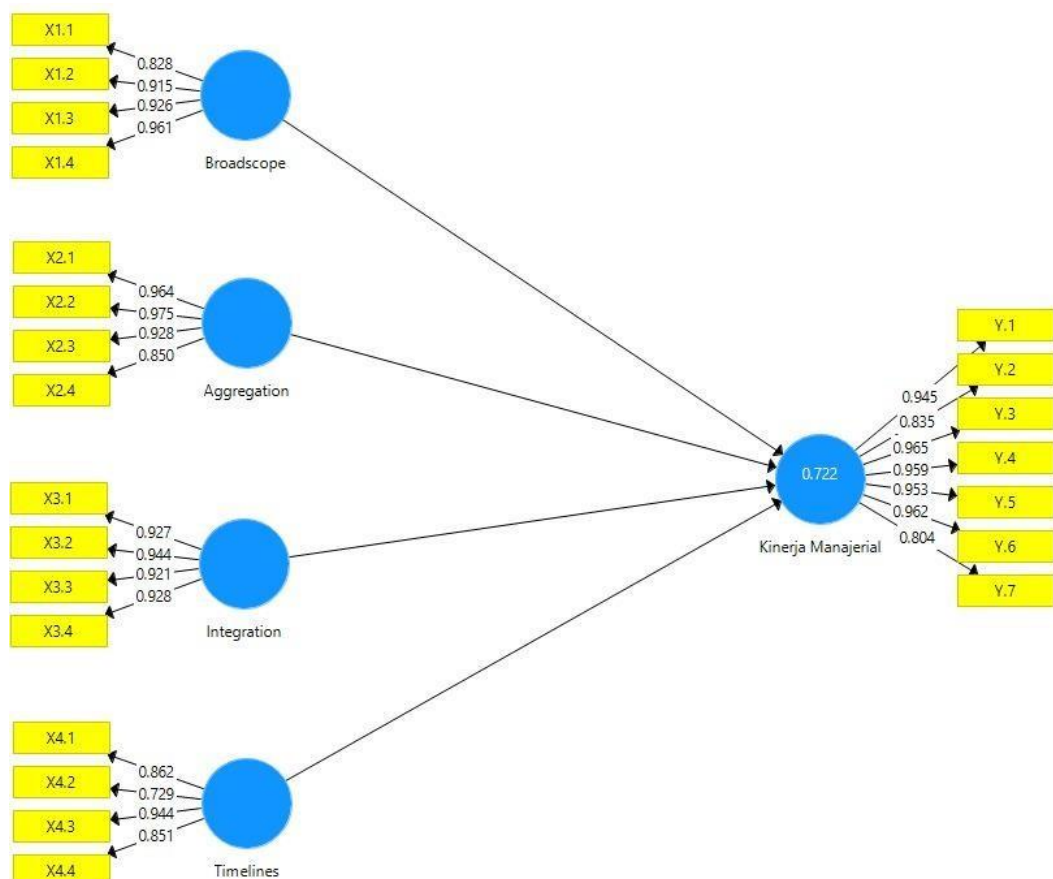 X1.1
X1.2
X1.3
X1.4
0.828
0.915
0.926
0.961
Broadscope
X2.1
X2.2
X2.3
X2.4
0.964
0.975
0.928
0.850
Aggregation
X3.1
X3.2
X3.3
X3.4
0.927
0.944
0.921
0.928
Integration
X4.1
X4.2
X4.3
X4.4
0.862
0.729
0.944
0.851
Timelines
0.722
Kinerja Manajerial
0.945
0.835
0.965
0.959
0.953
0.962
0.804
Y.1
Y.2
Y.3
Y.4
Y.5
Y.6
Y.7